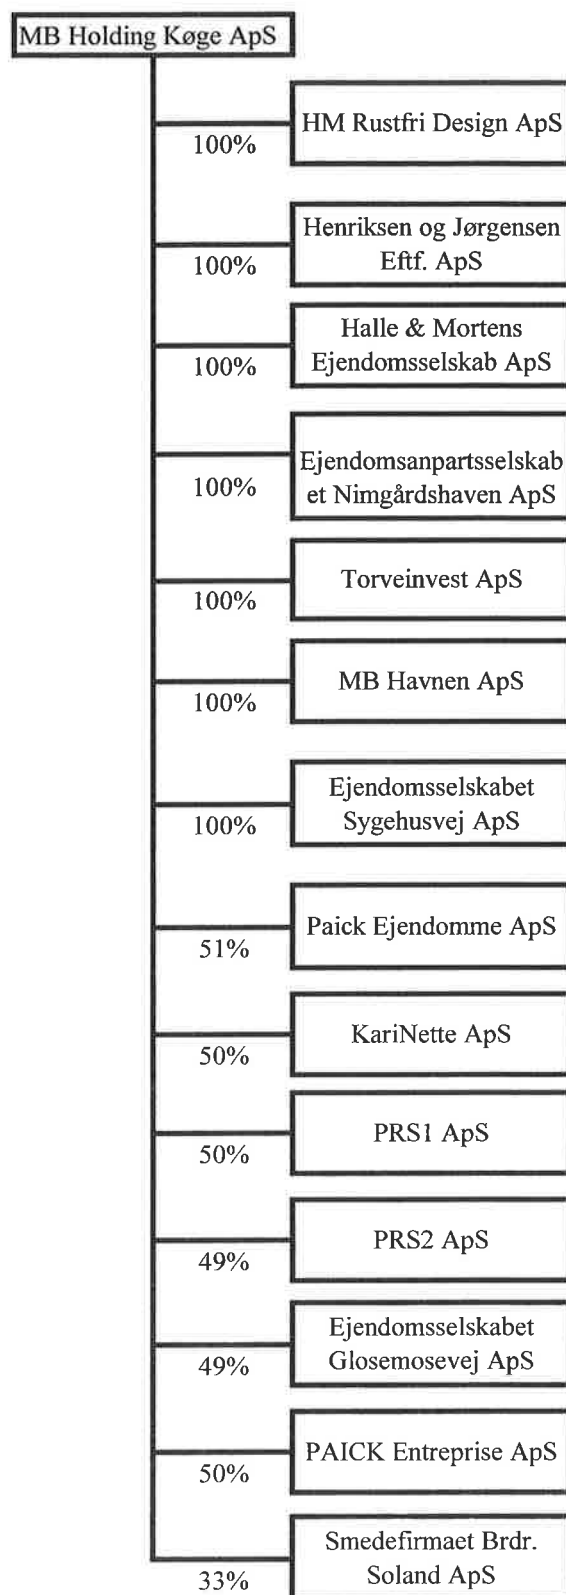 MB Holding Køge ApS
HM Rustfri Design ApS
100%
Henriksen og Jørgensen
Eftf. ApS
100%
Halle & Mortens
Ejendomsselskab ApS
100%
Ejendomsanpartsselskab
et Nimgårdshaven ApS
100%
Torveinvest ApS
100%
MB Havnen ApS
100%
Ejendomsselskabet
Sygehusvej ApS
100%
Paick Ejendomme ApS
51%
KariNette ApS
50%
PRS1 ApS
50%
PRS2 ApS
49%
Ejendomsselskabet
Glosemosevej ApS
49%
PAICK Entreprise ApS
50%
Smedefirmaet Brdr.
Soland ApS
33%